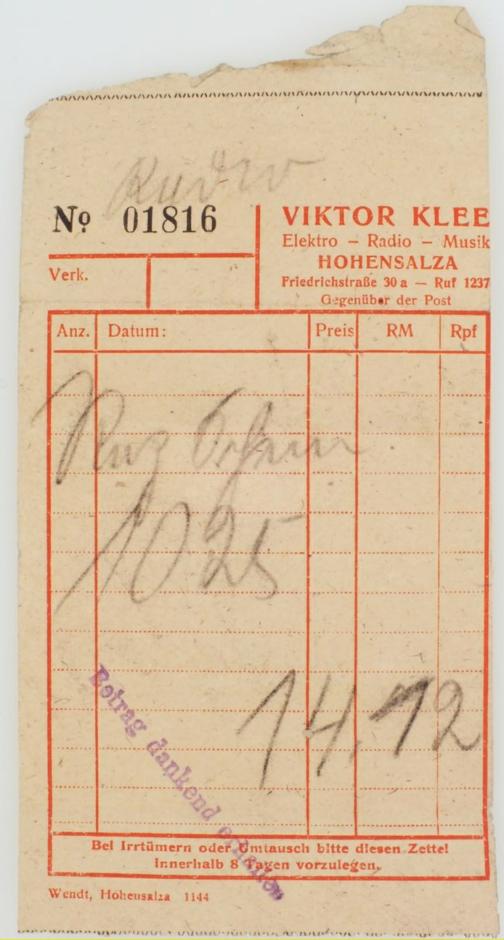 Radio
Nº 01816
VIKTOR KLEE
Elektro – Radio – Musik
HOHENSALZA
Friedrichstraße 30 a – Ruf 1237
Gegenüber der Post
Verk.
Anz. Datum: Preis RM Rpf
10 25
14.12
Betrag dankend erhalten
Bei Irrtümern oder Umtausch bitte diesen Zettel
innerhalb 8 Tagen vorzulegen.
Wendt, Hohensalza 1144